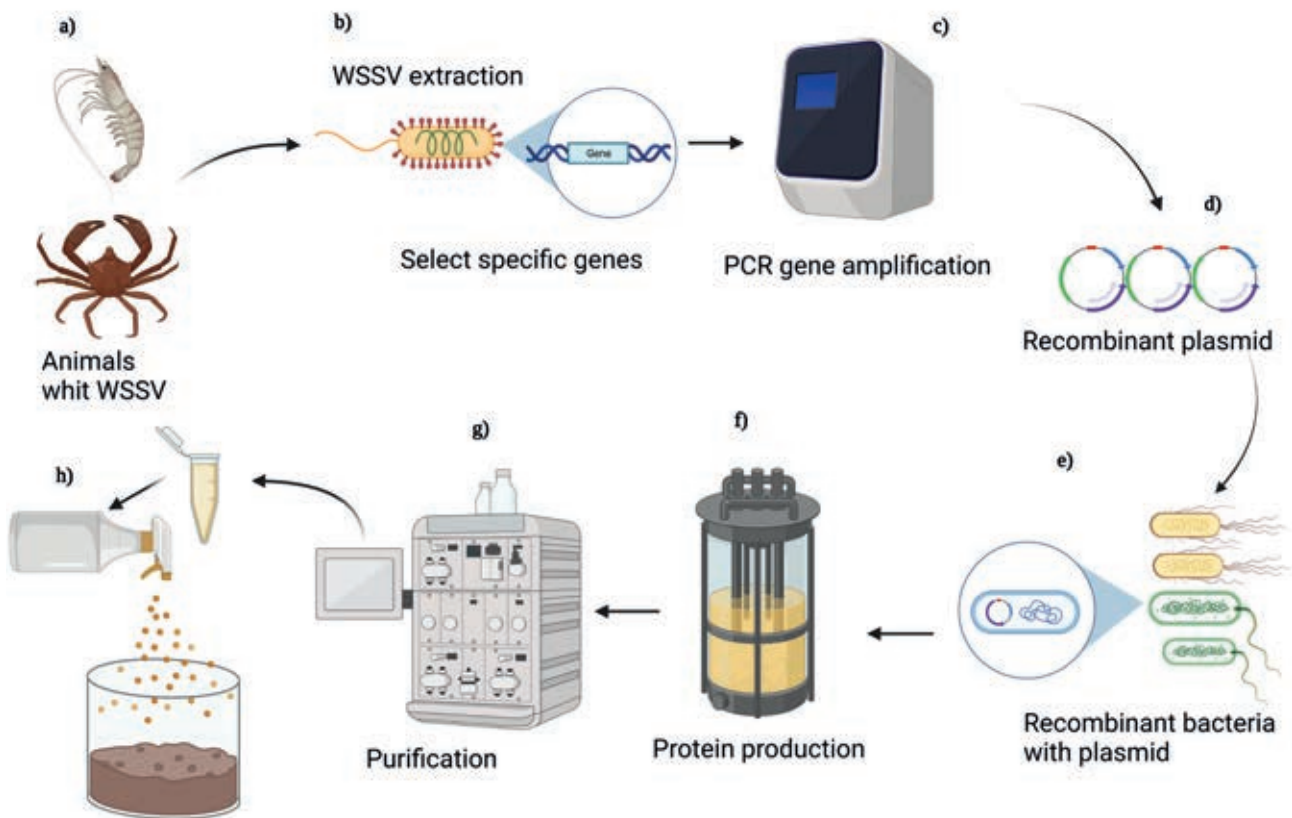 a)
b)
c)
WSSV extraction
Gene
Select specific genes
PCR gene amplification
d)
Recombinant plasmid
Animals
whit WSSV
e)
Recombinant bacteria
with plasmid
f)
Protein production
g)
Purification
h)